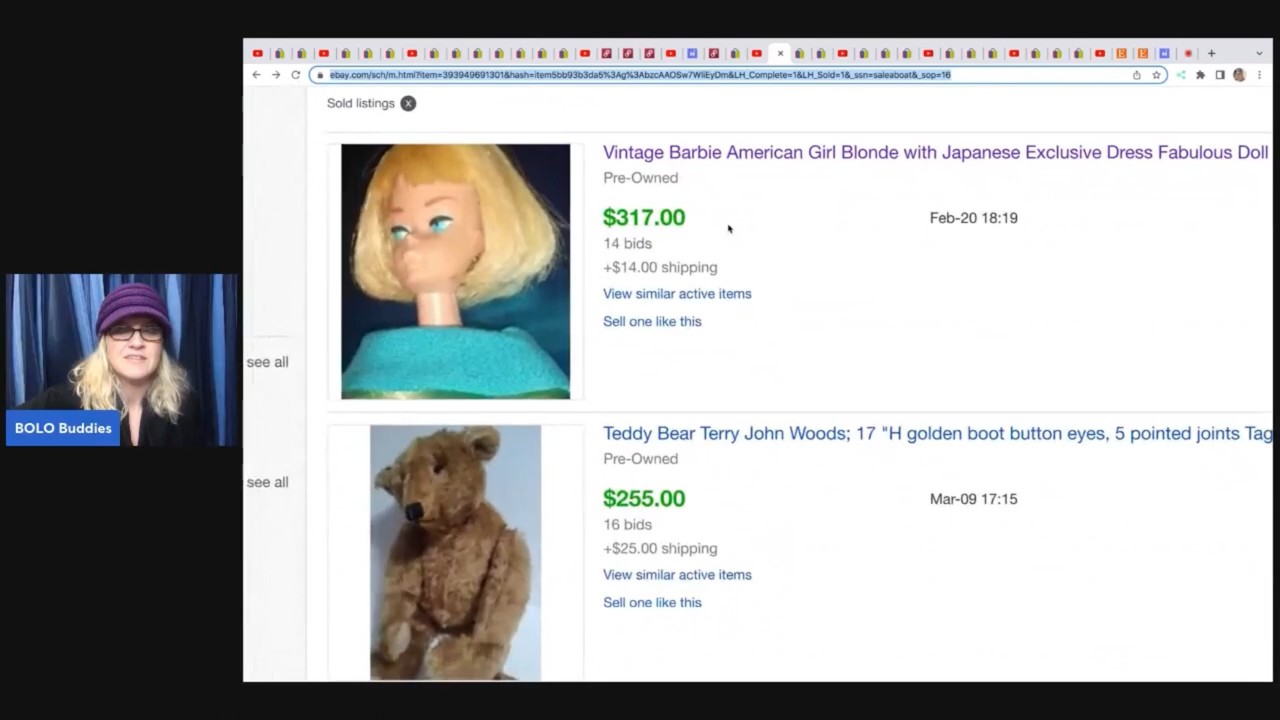 ebay.com/sch/m.html?item=393949691301&hash=item5bb93b3da5%3Ag%3AbzcAAOSw7WliEyDm&LH_Complete=1&LH_Sold=1&_ssn=saleaboat&_sop=16
Sold listings
Vintage Barbie American Girl Blonde with Japanese Exclusive Dress Fabulous Doll
Pre-Owned
$317.00
Feb-20 18:19
14 bids
+$14.00 shipping
View similar active items
Sell one like this
see all
BOLO Buddies
Teddy Bear Terry John Woods; 17 "H golden boot button eyes, 5 pointed joints Tag
Pre-Owned
see all
$255.00
Mar-09 17:15
16 bids
+$25.00 shipping
View similar active items
Sell one like this